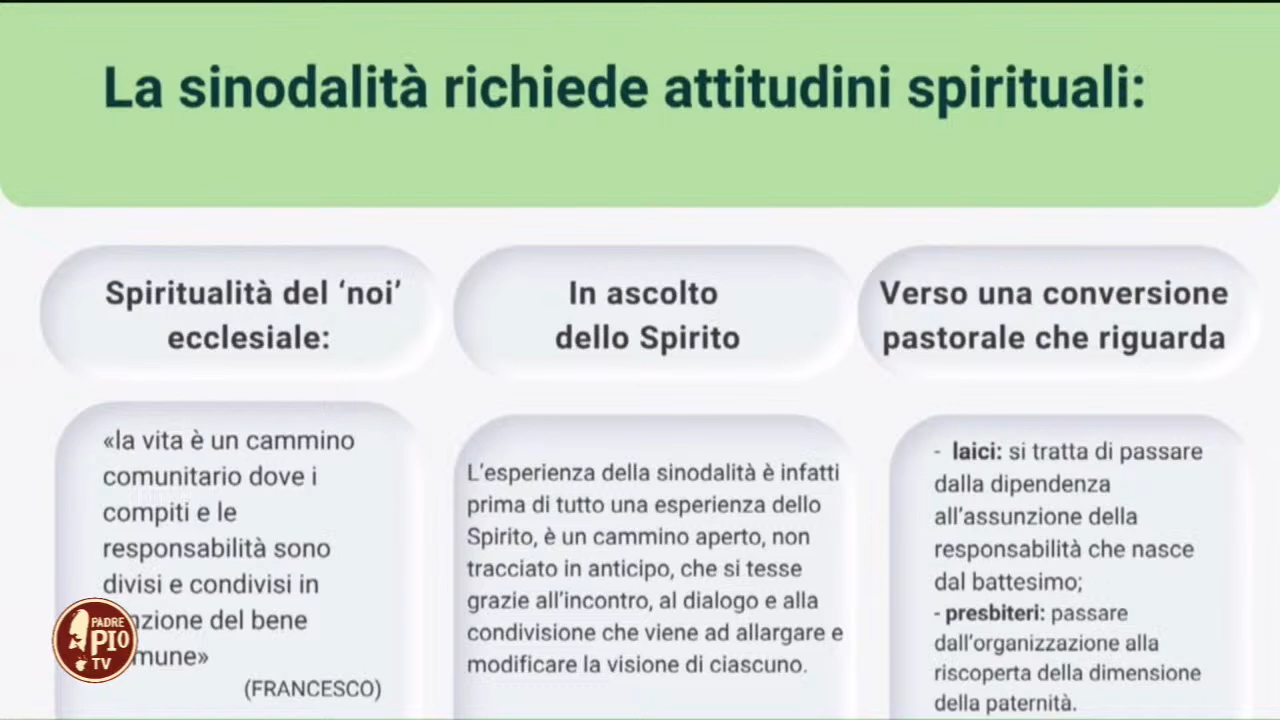 La sinodalità richiede attitudini spirituali:
Spiritualità del ‘noi’
ecclesiale:
«la vita è un cammino
comunitario dove i
compiti e le
responsabilità sono
divisi e condivisi in
del bene
(FRANCESCO)
In ascolto
dello Spirito
L’esperienza della sinodalità è infatti
prima di tutto una esperienza dello
Spirito, è un cammino aperto, non
tracciato in anticipo, che si tesse
grazie all’incontro, al dialogo e alla
condivisione che viene ad allargare e
modificare la visione di ciascuno.
Verso una conversione
pastorale che riguarda
- laici: si tratta di passare
dalla dipendenza
all’assunzione della
responsabilità che nasce
dal battesimo;
- presbiteri: passare
dall’organizzazione alla
riscoperta della dimensione
della paternità.
PADRE
PIO
TV